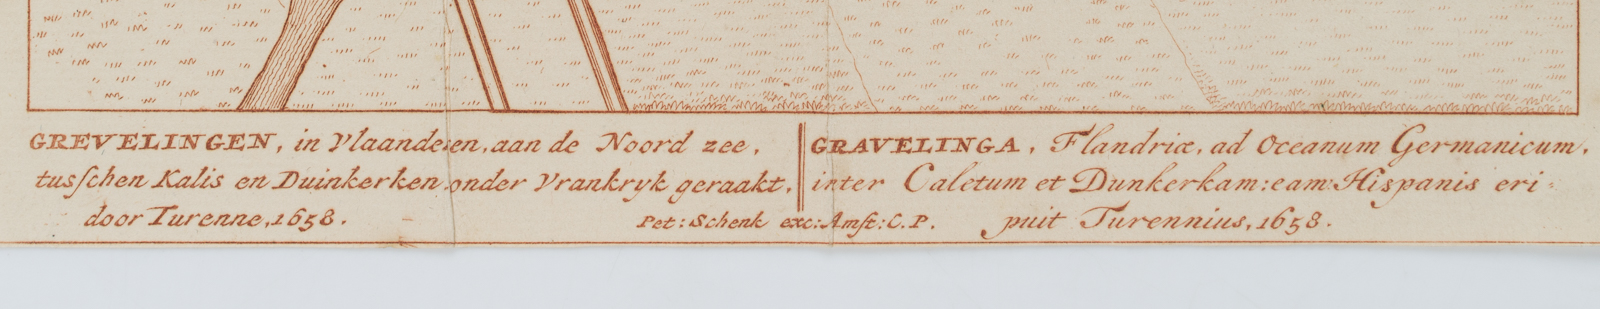 GREVELINGEN, in Vlaanderen, aan de Noord zee,
tusſchen Kalis en Duinkerken onder Vrankryk geraakt,
door Turenne, 1658.
GRAVELINGA, Flandriæ, ad Oceanum Germanicum,
inter Caletum et Dunkerkam: eam Hispanis eri-
puit Turennius, 1658.
Pet: Schenk exc: Amſt: C. P.